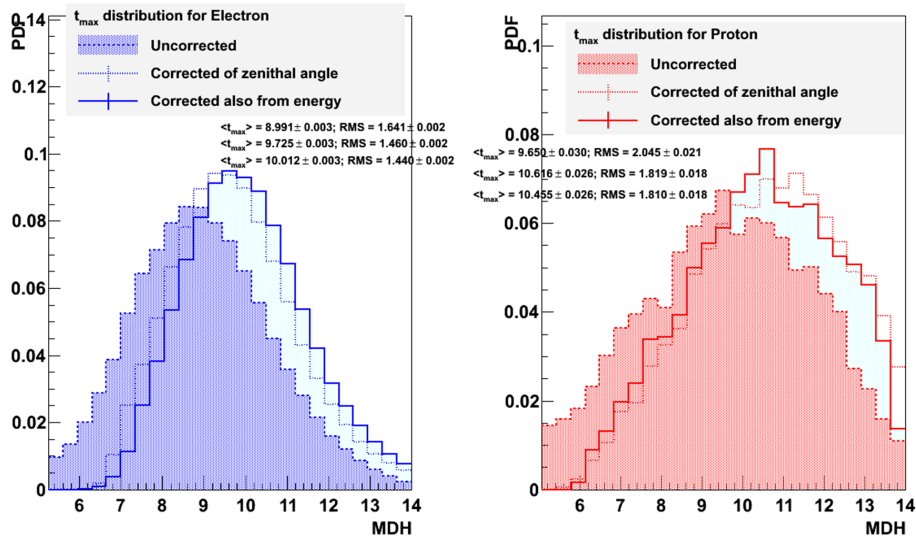 t_max distribution for Electron
Uncorrected
Corrected of zenithal angle
Corrected also from energy
<t_max> = 8.991± 0.003; RMS = 1.641± 0.002
<t_max> = 9.725± 0.003; RMS = 1.460± 0.002
<t_max> = 10.012± 0.003; RMS = 1.440± 0.002
PDF
0.14
0.12
0.1
0.08
0.06
0.04
0.02
0
6 7 8 9 10 11 12 13 14
MDH
t_max distribution for Proton
Uncorrected
Corrected of zenithal angle
Corrected also from energy
<t_max> = 9.650± 0.030; RMS = 2.045± 0.021
<t_max> = 10.616± 0.026; RMS = 1.819± 0.018
<t_max> = 10.455± 0.026; RMS = 1.810± 0.018
PDF
0.1
0.08
0.06
0.04
0.02
0
6 7 8 9 10 11 12 13 14
MDH